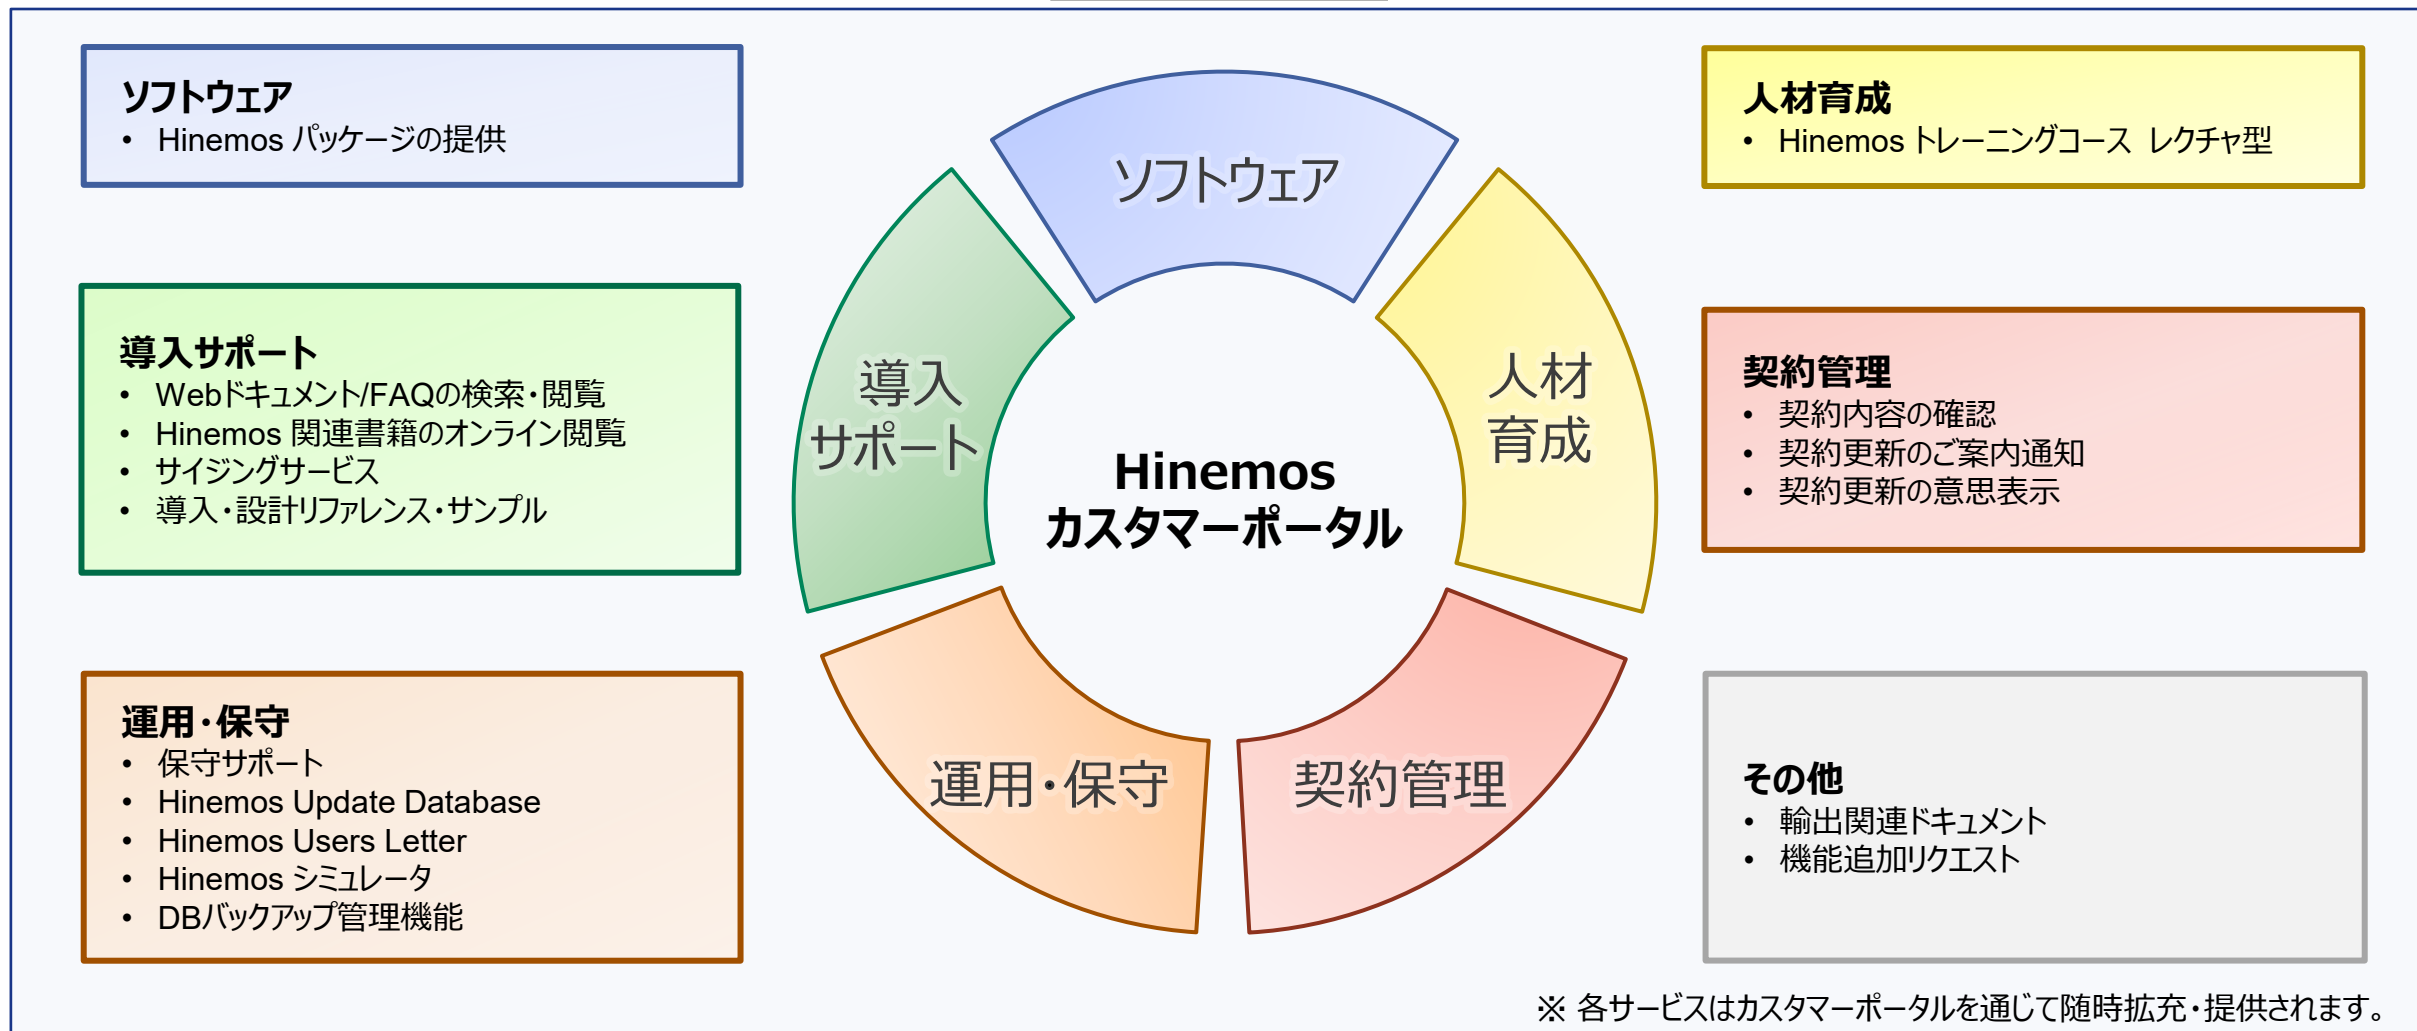 ソフトウェア
• Hinemos パッケージの提供
導入サポート
• Webドキュメント/FAQの検索・閲覧
• Hinemos 関連書籍のオンライン閲覧
• サイジングサービス
• 導入・設計リファレンス・サンプル
運用・保守
• 保守サポート
• Hinemos Update Database
• Hinemos Users Letter
• Hinemos シミュレータ
• DBバックアップ管理機能
ソフトウェア
導入
サポート
人材
育成
Hinemos
カスタマーポータル
運用・保守
契約管理
人材育成
• Hinemos トレーニングコース レクチャ型
契約管理
• 契約内容の確認
• 契約更新のご案内通知
• 契約更新の意思表示
その他
• 輸出関連ドキュメント
• 機能追加リクエスト
※ 各サービスはカスタマーポータルを通じて随時拡充・提供されます。